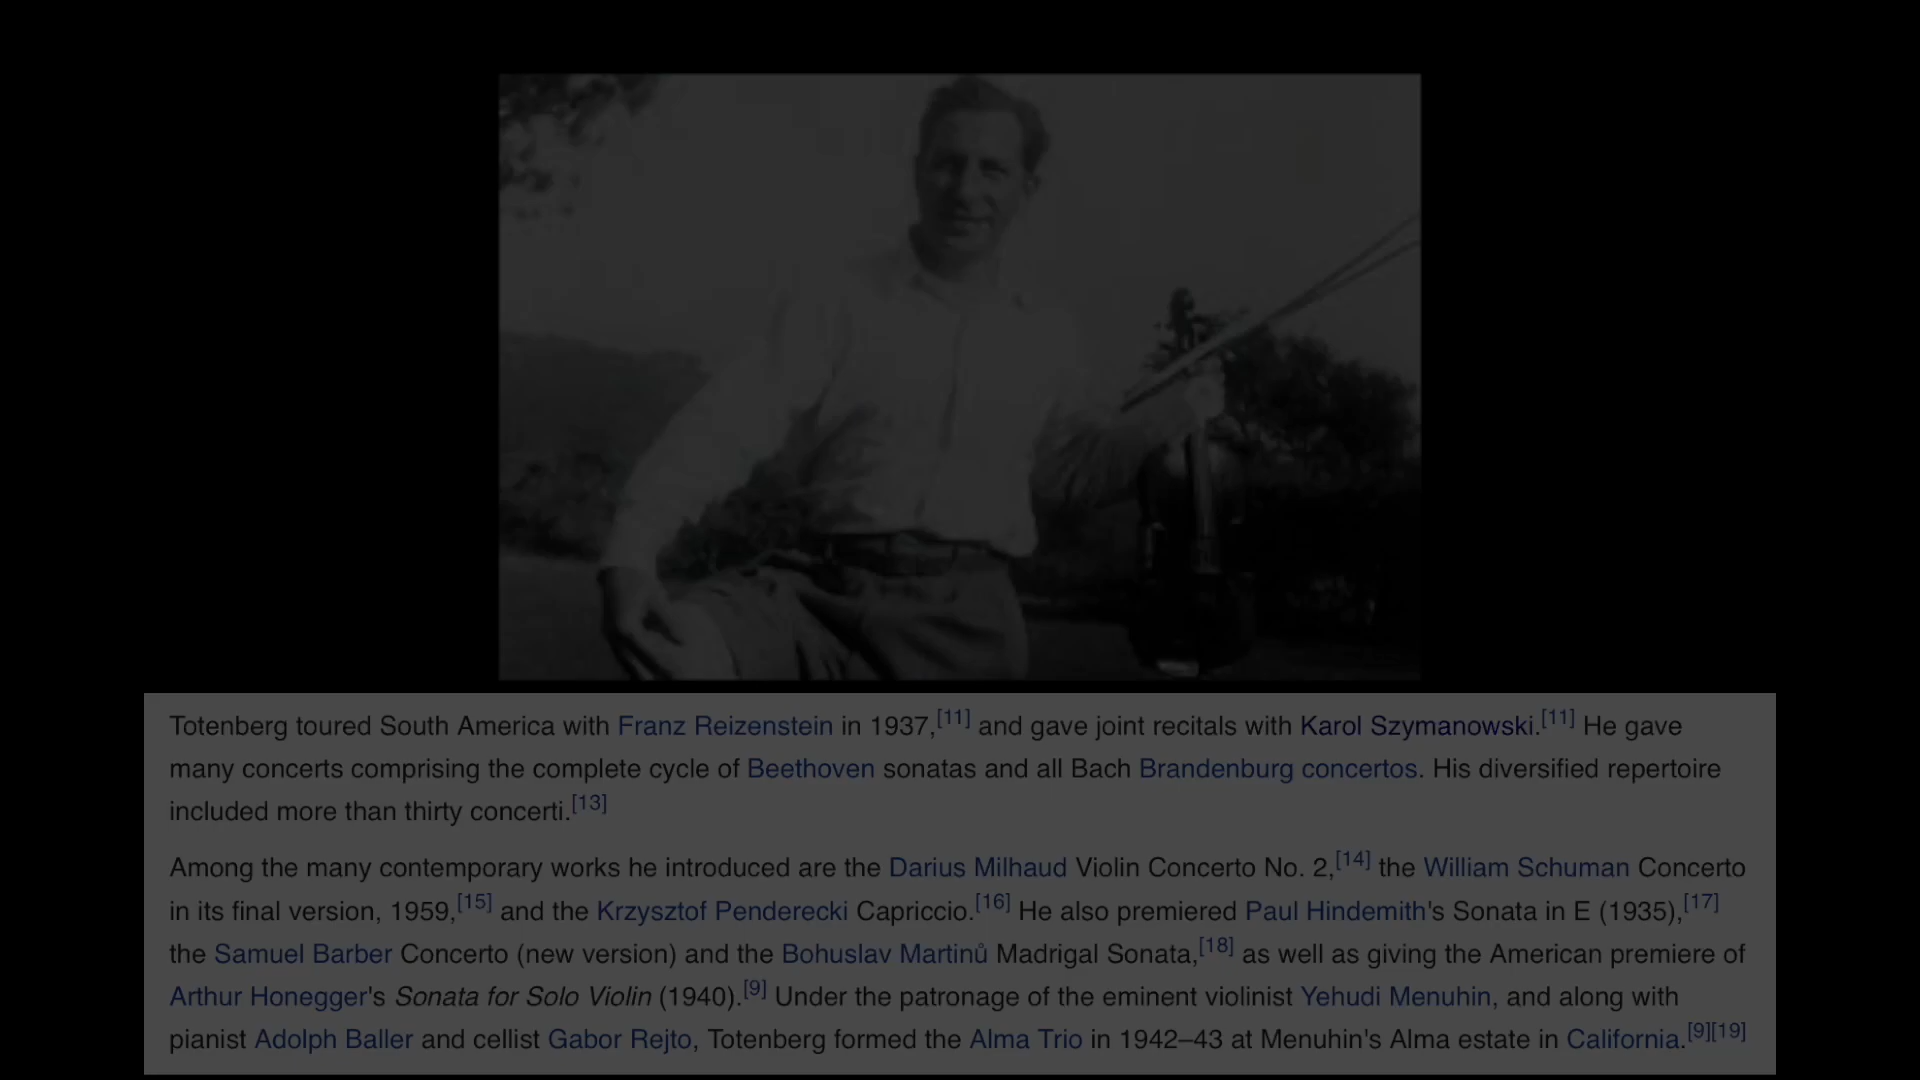 Totenberg toured South America with Franz Reizenstein in 1937,[11] and gave joint recitals with Karol Szymanowski.[11] He gave
many concerts comprising the complete cycle of Beethoven sonatas and all Bach Brandenburg concertos. His diversified repertoire
included more than thirty concerti.[13]
Among the many contemporary works he introduced are the Darius Milhaud Violin Concerto No. 2,[14] the William Schuman Concerto
in its final version, 1959,[15] and the Krzysztof Penderecki Capriccio.[16] He also premiered Paul Hindemith's Sonata in E (1935),[17]
the Samuel Barber Concerto (new version) and the Bohuslav Martinů Madrigal Sonata,[18] as well as giving the American premiere of
Arthur Honegger's Sonata for Solo Violin (1940).[9] Under the patronage of the eminent violinist Yehudi Menuhin, and along with
pianist Adolph Baller and cellist Gabor Rejto, Totenberg formed the Alma Trio in 1942–43 at Menuhin's Alma estate in California.[9][19]